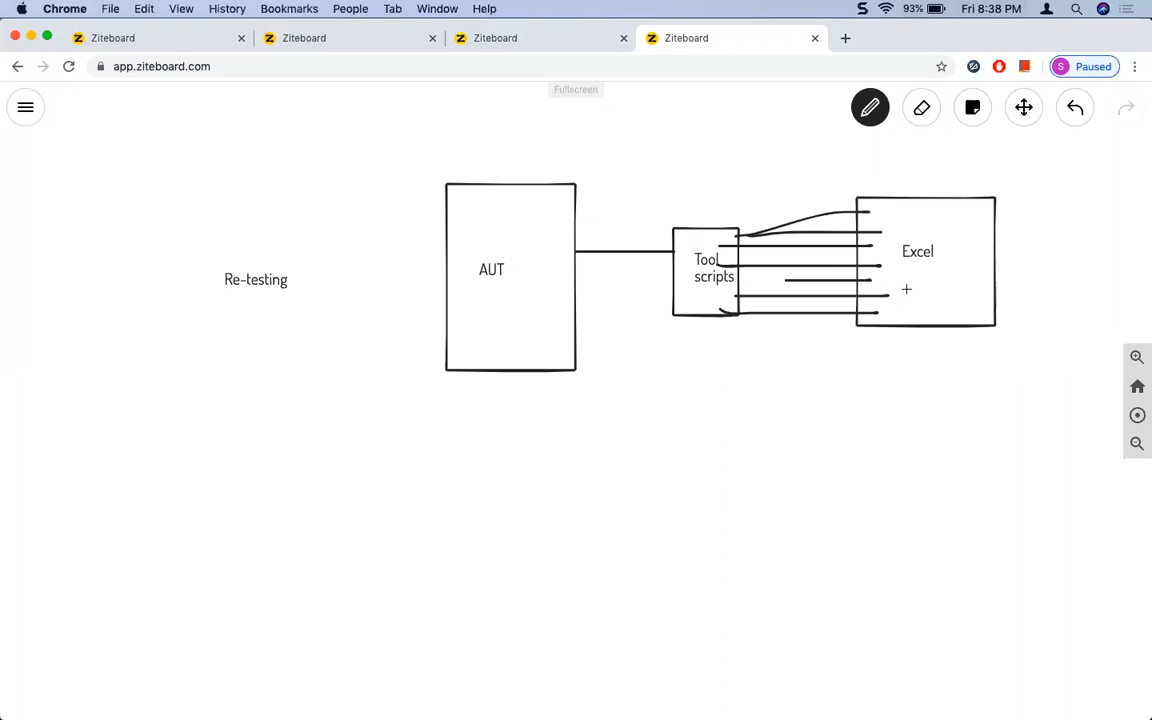 Chrome File Edit View History Bookmarks People Tab Window Help
S 93% Fri 8:38 PM
Ziteboard Ziteboard Ziteboard Ziteboard
app.ziteboard.com
S Paused
Fullscreen
Re-testing
AUT
Tool
scripts
Excel